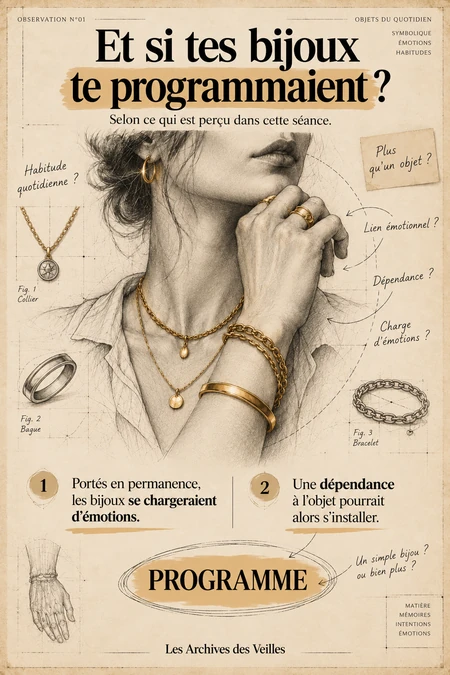 OBSERVATION N°01
OBJETS DU QUOTIDIEN
SYMBOLIQUE
ÉMOTIONS
HABITUDES
Et si tes bijoux
te programmaient ?
Selon ce qui est perçu dans cette séance.
Habitude
quotidienne ?
Plus
qu'un objet ?
Lien émotionnel ?
Dépendance ?
Charge
d'émotions ?
Fig. 1
Collier
Fig. 2
Bague
Fig. 3
Bracelet
1
Portés en permanence,
les bijoux se chargeraient
d'émotions.
2
Une dépendance
à l'objet pourrait
alors s'installer.
PROGRAMME
Un simple bijou ?
ou bien plus ?
MATIÈRE
MÉMOIRES
INTENTIONS
ÉMOTIONS
Les Archives des Veilles